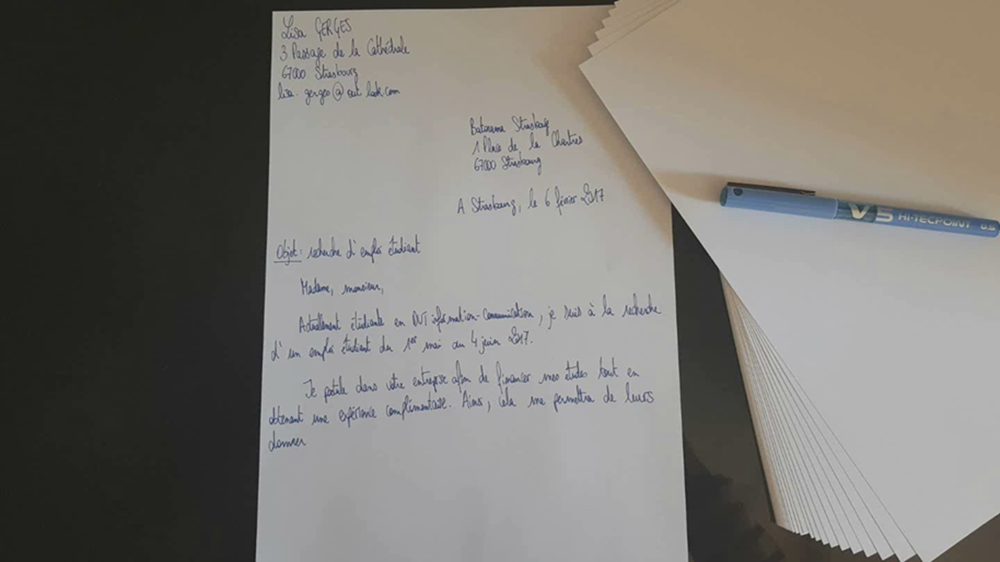 Lisa GERGES
3 Passage de la Cathédrale
67000 Strasbourg
lisa.gerges@outlook.com
Batorama Strasbourg
1 Place de la Chartres
67000 Strasbourg
A Strasbourg, le 6 février 2017
Objet: recherche d'emploi étudiant
Madame, monsieur,
Actuellement étudiante en DUT information-communication, je suis à la recherche
d'un emploi étudiant du 1er mai au 4 juin 2017.
Je postule dans votre entreprise afin de financer mes études tout en
obtenant une expérience complimentaire. Ainsi, cela me permettra de leurs
donner
V5 HI-TECPOINT 0.5